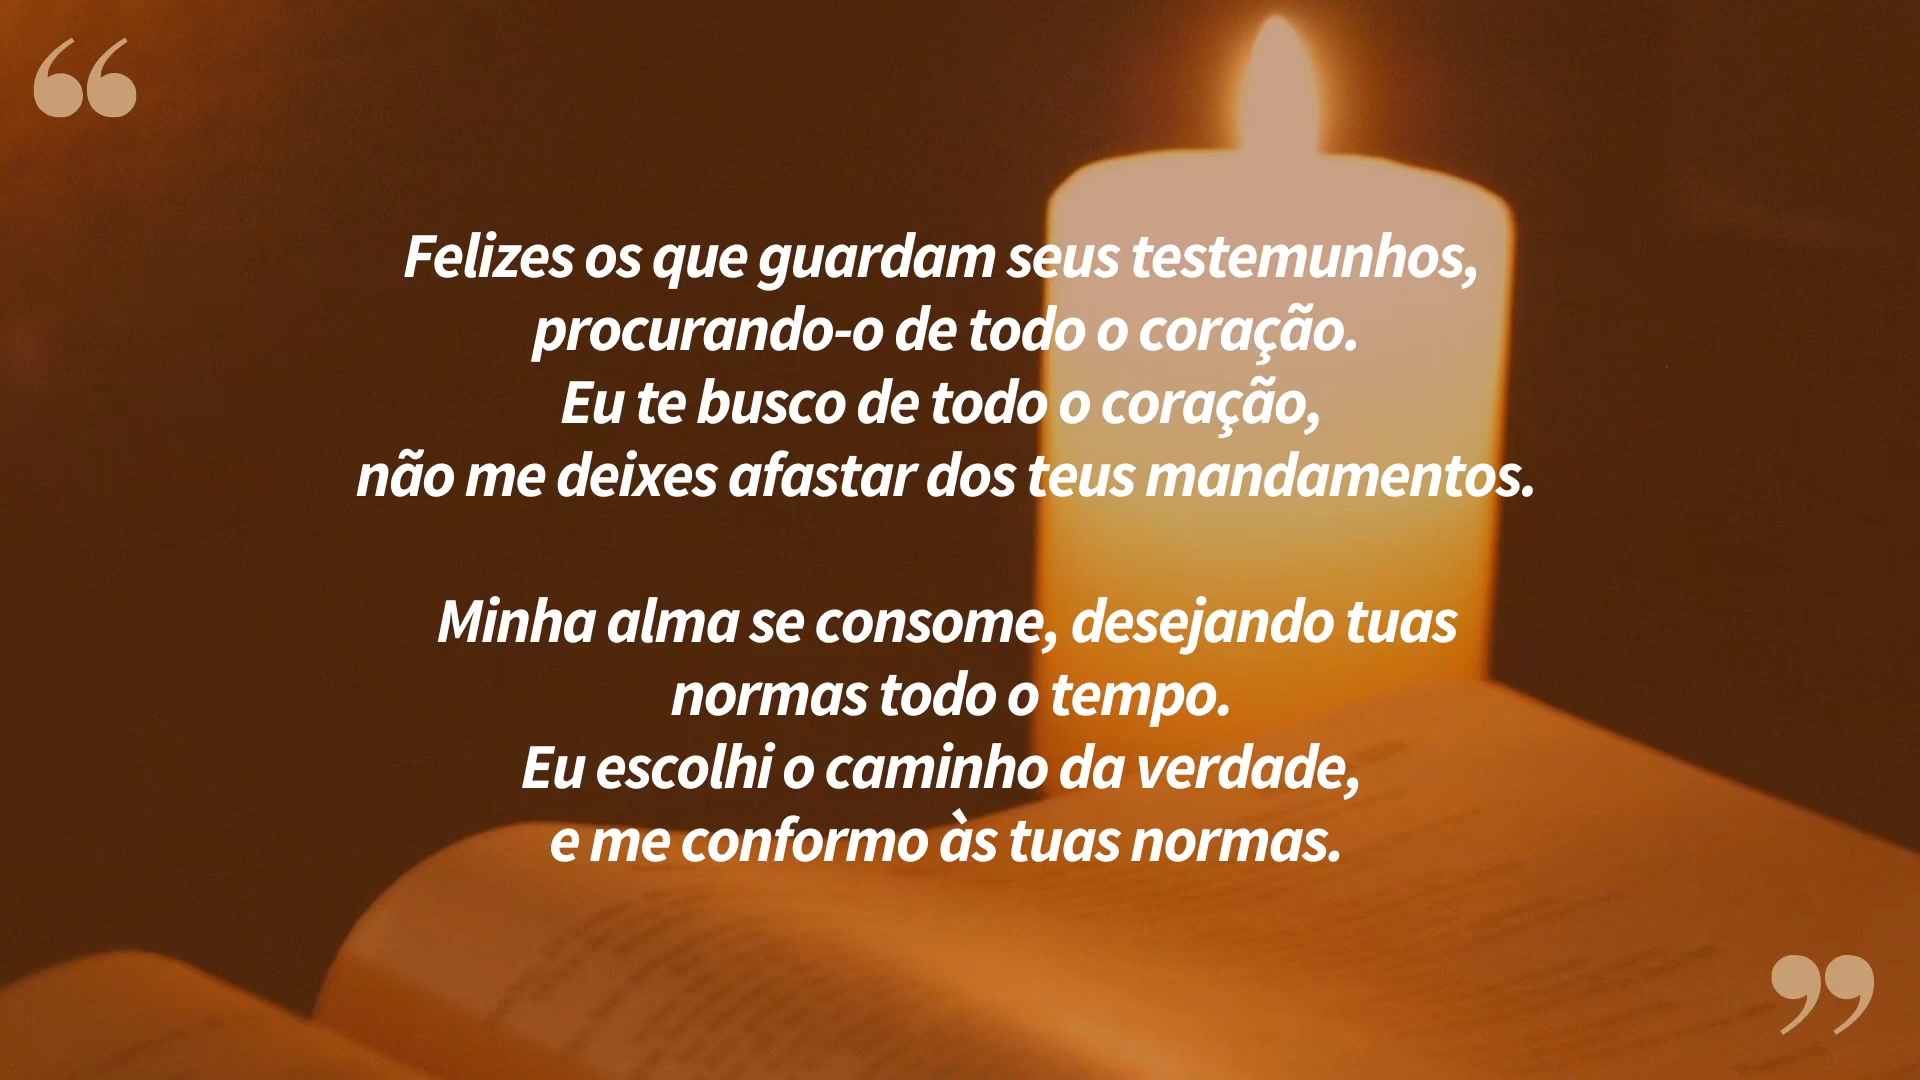 “
Felizes os que guardam seus testemunhos,
procurando-o de todo o coração.
Eu te busco de todo o coração,
não me deixes afastar dos teus mandamentos.
Minha alma se consome, desejando tuas
normas todo o tempo.
Eu escolhi o caminho da verdade,
e me conformo às tuas normas.
”